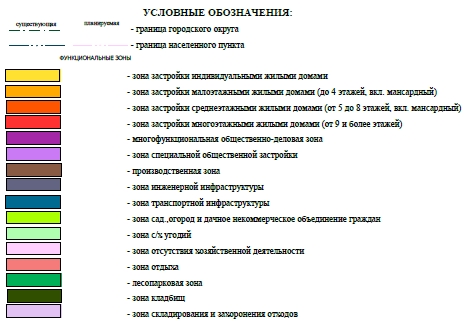 УСЛОВНЫЕ ОБОЗНАЧЕНИЯ:
существующая планируемая
- граница городского округа
- граница населенного пункта
ФУНКЦИОНАЛЬНЫЕ ЗОНЫ
- зона застройки индивидуальными жилыми домами
- зона застройки малоэтажными жилыми домами (до 4 этажей, вкл. мансардный)
- зона застройки среднеэтажными жилыми домами (от 5 до 8 этажей, вкл. мансардный)
- зона застройки многоэтажными жилыми домами (от 9 и более этажей)
- многофункциональная общественно-деловая зона
- зона специальной общественной застройки
- производственная зона
- зона инженерной инфраструктуры
- зона транспортной инфраструктуры
- зона сад.,огород и дачное некоммерческое объединение граждан
- зона с/х угодий
- зона отсутствия хозяйственной деятельности
- зона отдыха
- лесопарковая зона
- зона кладбищ
- зона складирования и захоронения отходов